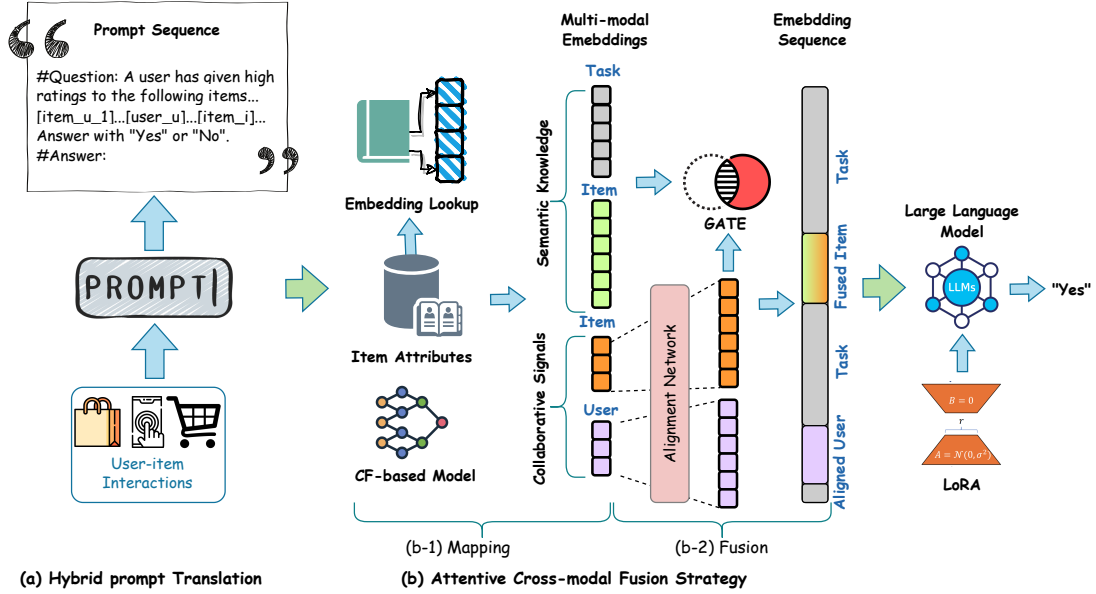 Prompt Sequence
#Question: A user has given high
ratings to the following items...
[item_u_1]...[user_u]...[item_i]...
Answer with "Yes" or "No".
#Answer:
PROMPT
User-item
Interactions
(a) Hybrid prompt Translation
Embedding Lookup
Item Attributes
CF-based Model
Multi-modal
Emebddings
Semantic Knowledge
Collaborative Signals
Task
Item
Item
User
Alignment Network
GATE
Emebdding
Sequence
Task
Fused Item
Task
Aligned User
(b-1) Mapping
(b-2) Fusion
(b) Attentive Cross-modal Fusion Strategy
Large Language
Model
LLMs
"Yes"
B = 0
r
A = 𝒩(0, σ²)
LoRA